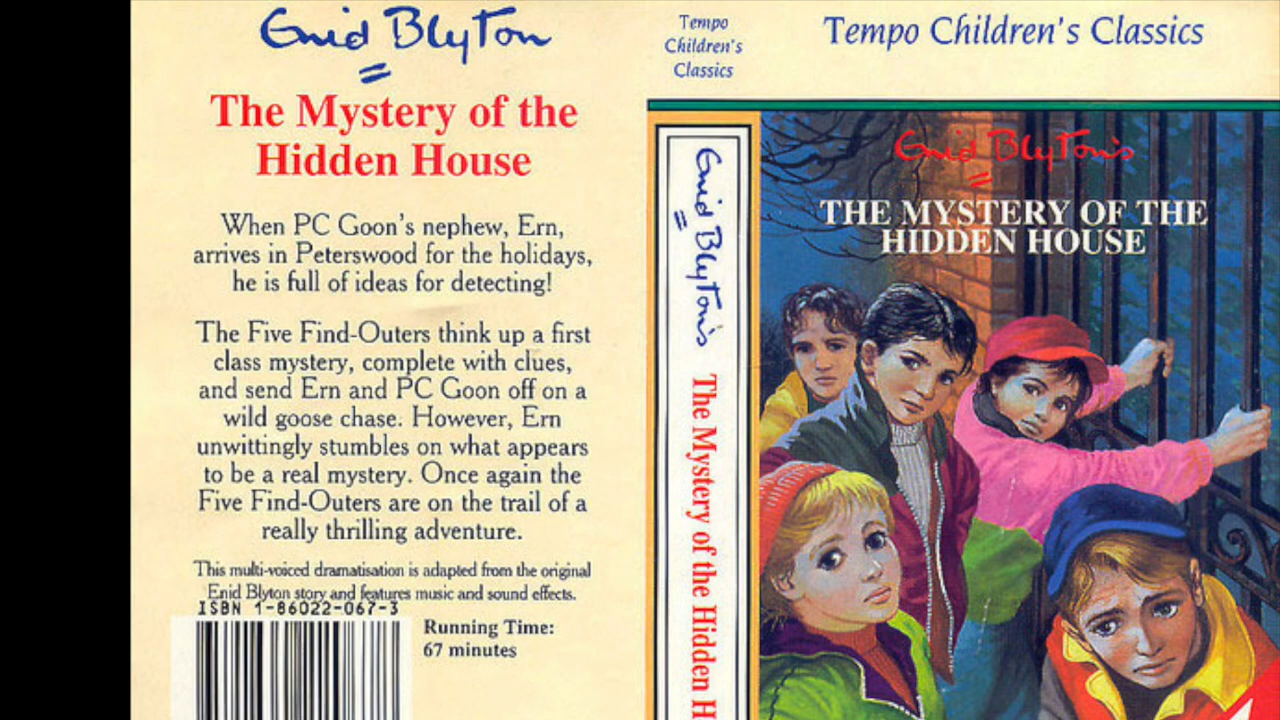 Enid Blyton
The Mystery of the
Hidden House
When PC Goon's nephew, Ern,
arrives in Peterswood for the holidays,
he is full of ideas for detecting!
The Five Find-Outers think up a first
class mystery, complete with clues,
and send Ern and PC Goon off on a
wild goose chase. However, Ern
unwittingly stumbles on what appears
to be a real mystery. Once again the
Five Find-Outers are on the trail of a
really thrilling adventure.
This multi-voiced dramatisation is adapted from the original
Enid Blyton story and features music and sound effects.
ISBN 1-86022-067-3
Running Time:
67 minutes
Tempo
Children's
Classics
Enid Blyton's The Mystery of the Hidden H
Tempo Children's Classics
Enid Blyton's
THE MYSTERY OF THE
HIDDEN HOUSE